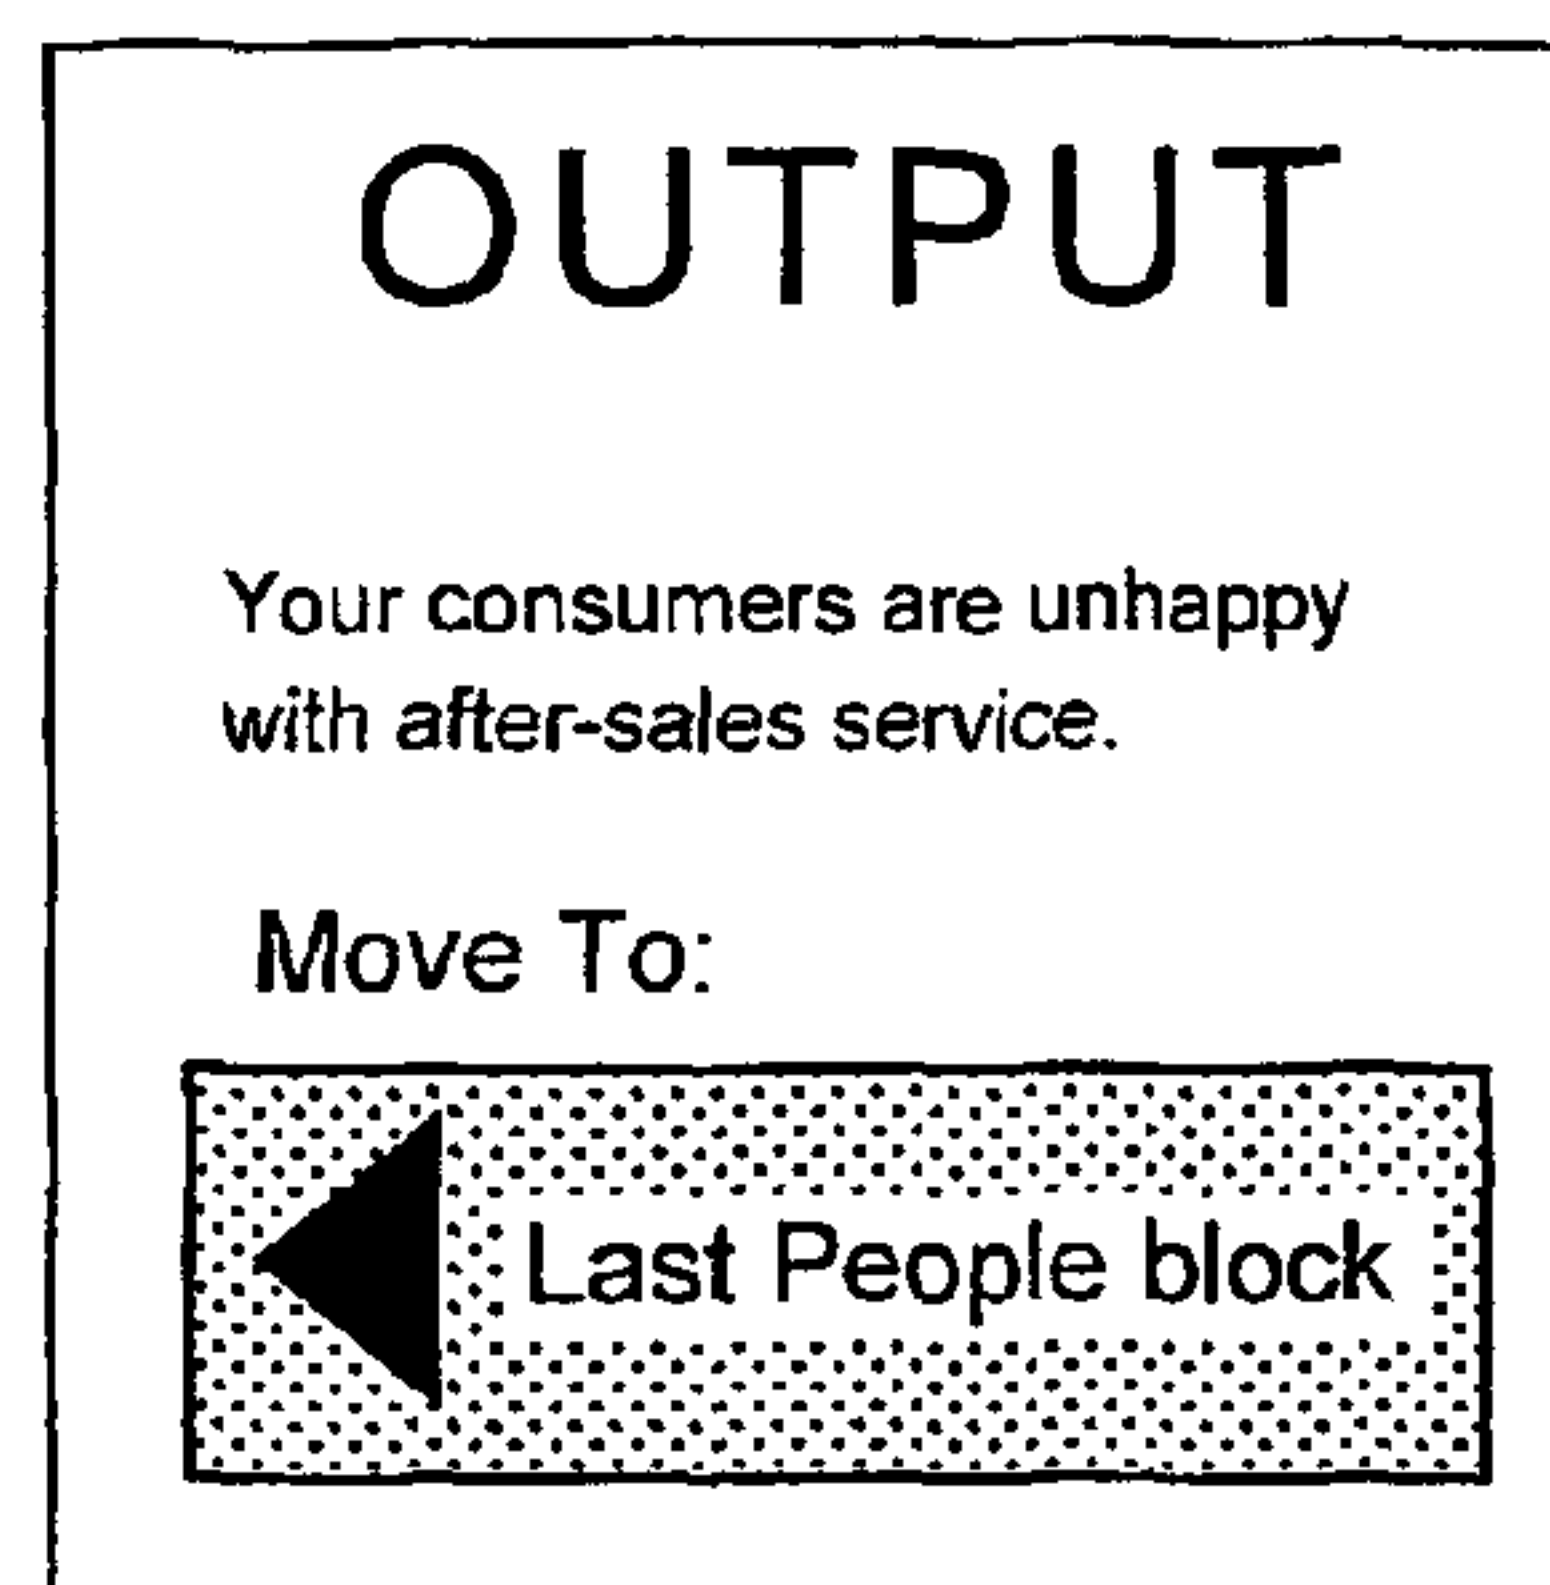 OUTPUT
Your consumers are unhappy
with after-sales service.
Move To:
Last People block